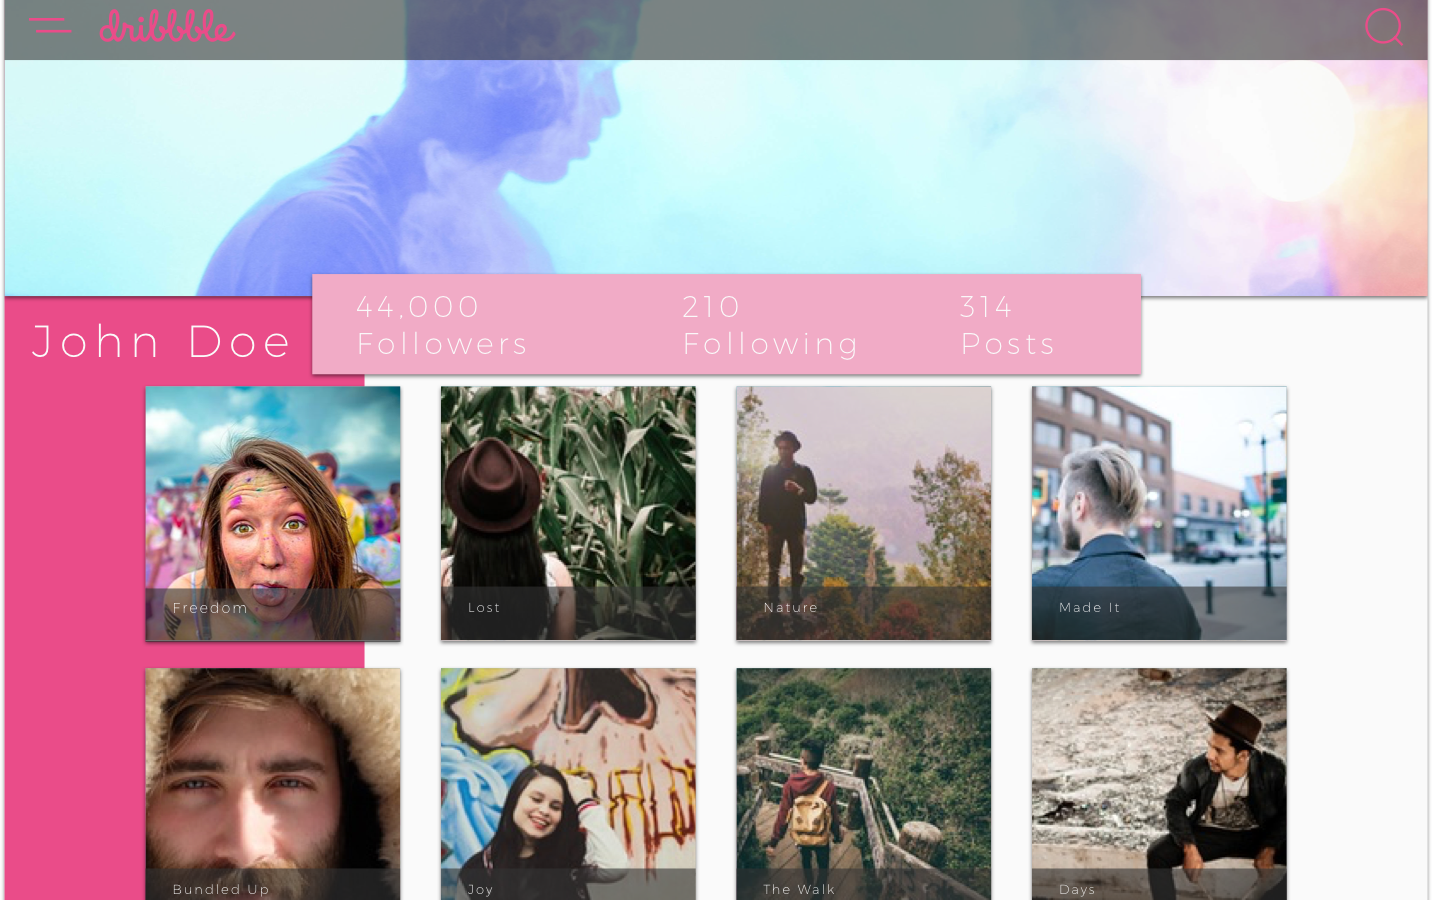 dribbble
John Doe
44,000
Followers
210
Following
314
Posts
Freedom
Lost
Nature
Made It
Bundled Up
Joy
The Walk
Days